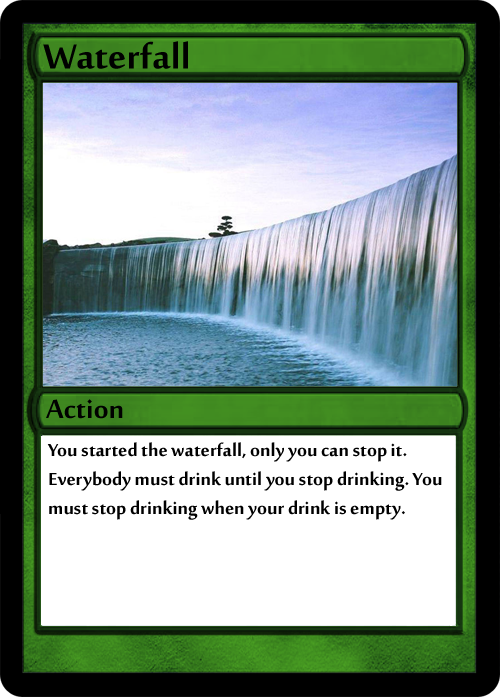 Waterfall
Action
You started the waterfall, only you can stop it.
Everybody must drink until you stop drinking. You
must stop drinking when your drink is empty.